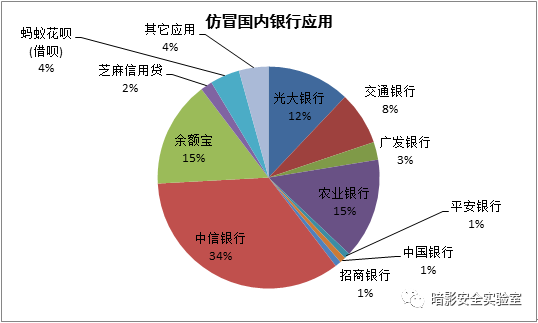 仿冒国内银行应用
光大银行
12%
交通银行
8%
广发银行
3%
农业银行
15%
平安银行
1%
中国银行
1%
招商银行
1%
中信银行
34%
余额宝
15%
芝麻信用贷
2%
蚂蚁花呗
(借呗)
4%
其它应用
4%
暗影安全实验室